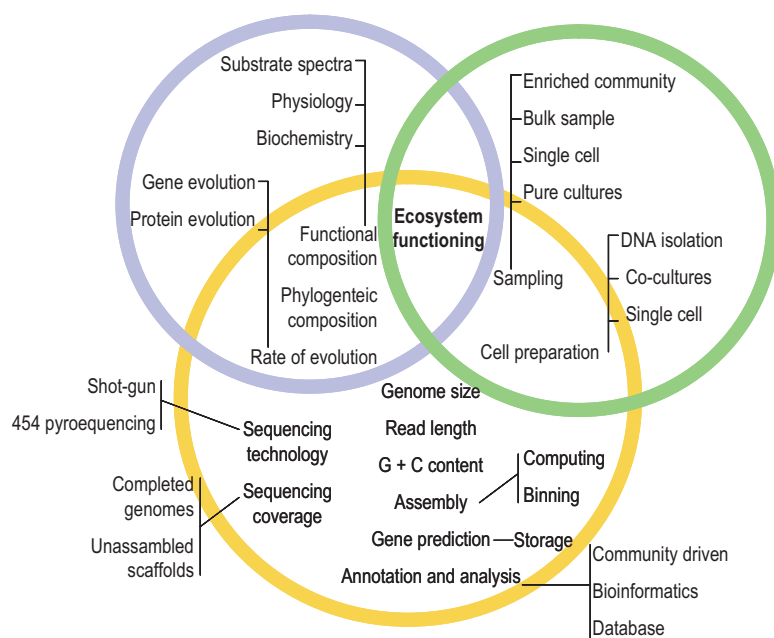 Substrate spectra
Physiology
Biochemistry
Gene evolution
Protein evolution
Functional
composition
Phylogenteic
composition
Rate of evolution
Ecosystem
functioning
Enriched community
Bulk sample
Single cell
Pure cultures
Sampling
DNA isolation
Co-cultures
Single cell
Cell preparation
Shot-gun
454 pyroequencing
Sequencing
technology
Completed
genomes
Unassambled
scaffolds
Sequencing
coverage
Genome size
Read length
G + C content
Assembly
Computing
Binning
Gene prediction
Storage
Annotation and analysis
Community driven
Bioinformatics
Database